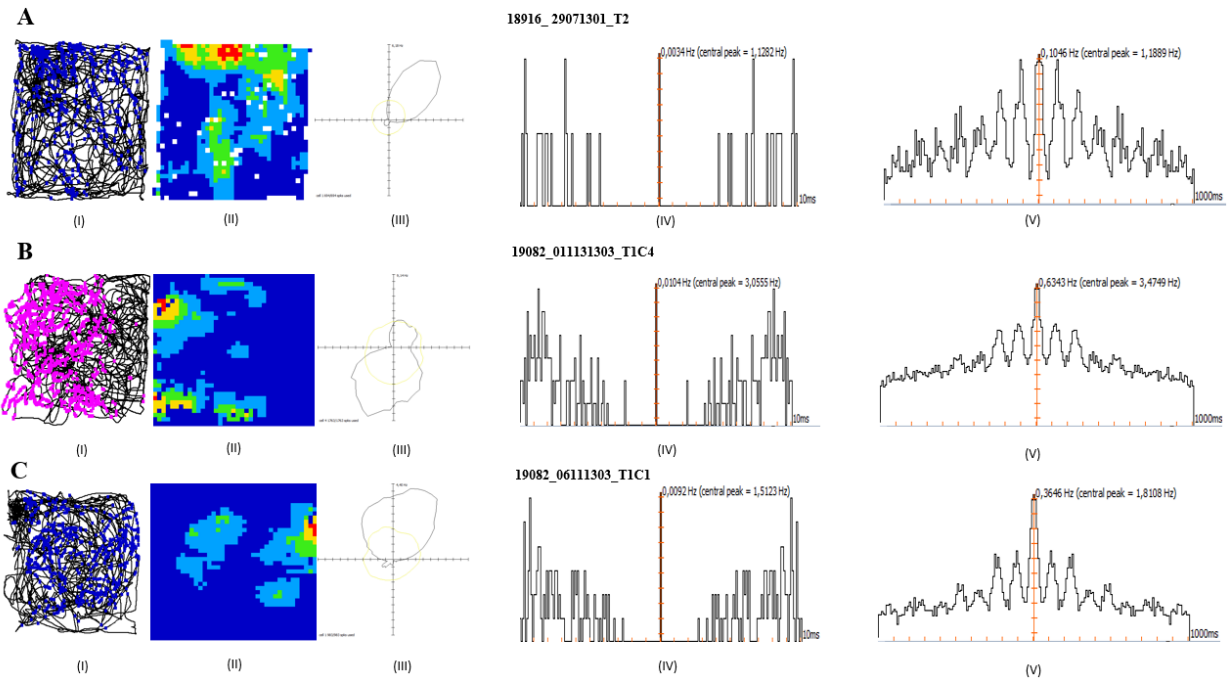 A
18916_ 29071301_T2
0,0034 Hz (central peak = 1,1282 Hz)
10ms
0,1046 Hz (central peak = 1,1889 Hz)
1000ms
(I)
(II)
(III)
(IV)
(V)
B
19082_011131303_T1C4
0,0104 Hz (central peak = 3,0555 Hz)
10ms
0,6343 Hz (central peak = 3,4749 Hz)
1000ms
(I)
(II)
(III)
(IV)
(V)
C
19082_06111303_T1C1
0,0092 Hz (central peak = 1,5123 Hz)
10ms
0,3646 Hz (central peak = 1,8108 Hz)
1000ms
(I)
(II)
(III)
(IV)
(V)